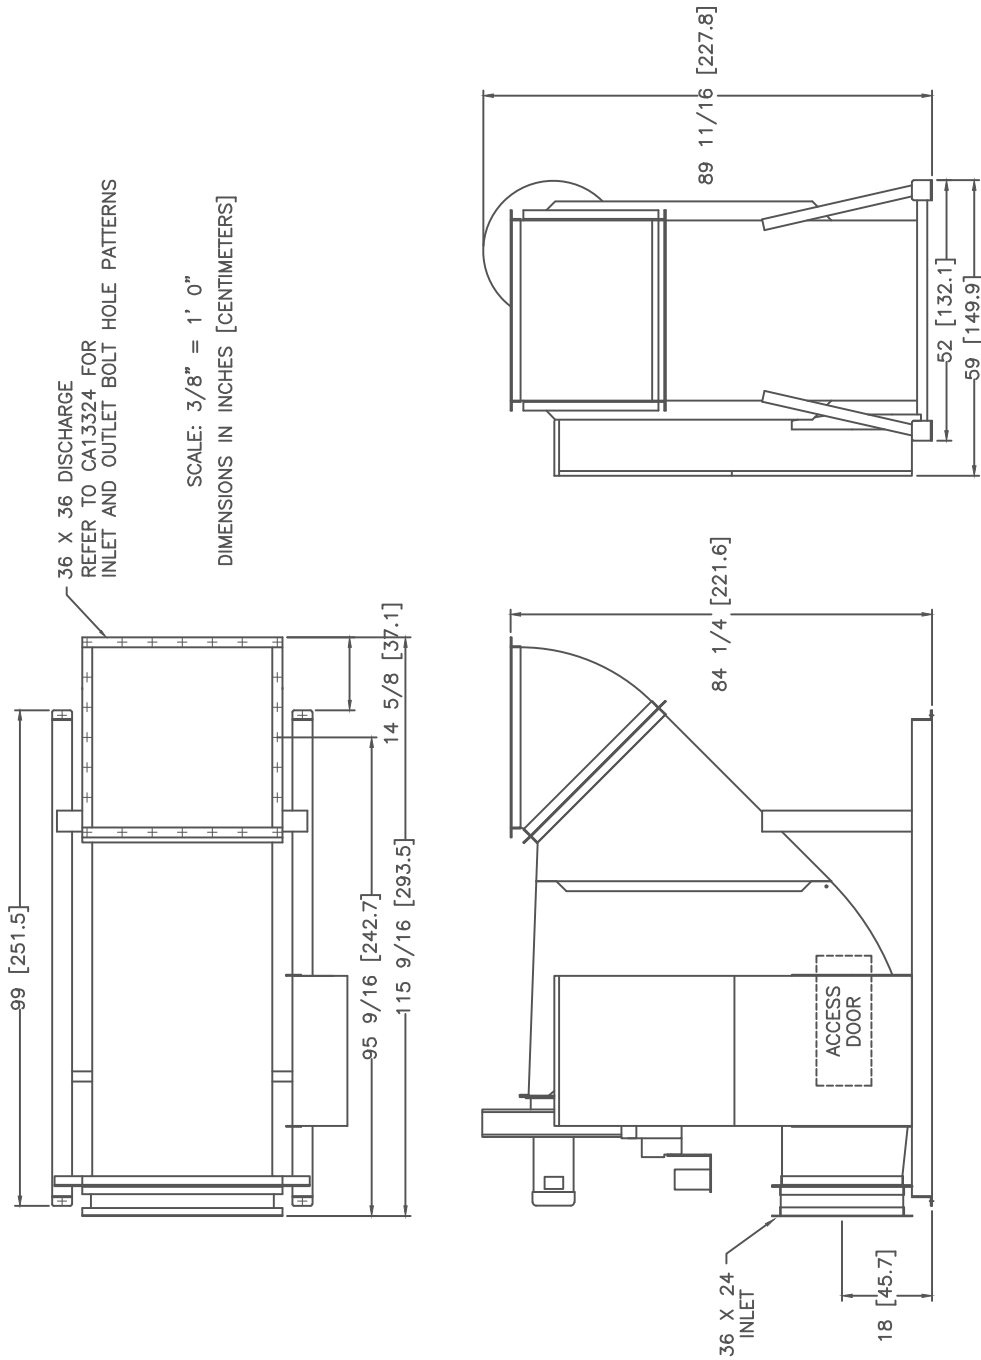 99 [251.5]
36 X 36 DISCHARGE
REFER TO CA13324 FOR
INLET AND OUTLET BOLT HOLE PATTERNS
SCALE: 3/8" = 1' 0"
DIMENSIONS IN INCHES [CENTIMETERS]
14 5/8 [37.1]
95 9/16 [242.7]
115 9/16 [293.5]
36 X 24
INLET
18 [45.7]
ACCESS
DOOR
84 1/4 [221.6]
89 11/16 [227.8]
52 [132.1]
59 [149.9]